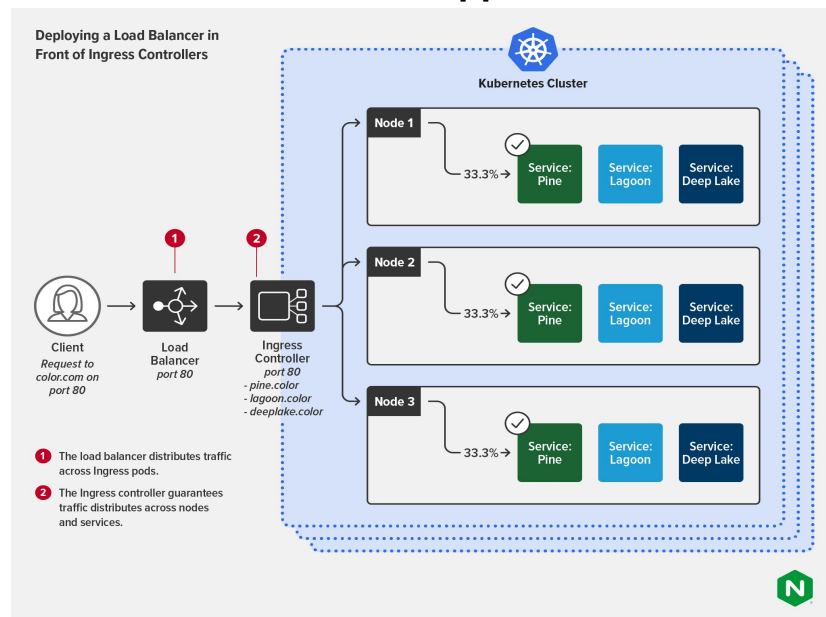 Deploying a Load Balancer in
Front of Ingress Controllers
Kubernetes Cluster
Node 1
33.3%
Service:
Pine
Service:
Lagoon
Service:
Deep Lake
1
2
Node 2
33.3%
Service:
Pine
Service:
Lagoon
Service:
Deep Lake
Client
Request to
color.com on
port 80
Load
Balancer
port 80
Ingress
Controller
port 80
- pine.color
- lagoon.color
- deeplake.color
Node 3
33.3%
Service:
Pine
Service:
Lagoon
Service:
Deep Lake
1 The load balancer distributes traffic
across Ingress pods.
2 The Ingress controller guarantees
traffic distributes across nodes
and services.
N